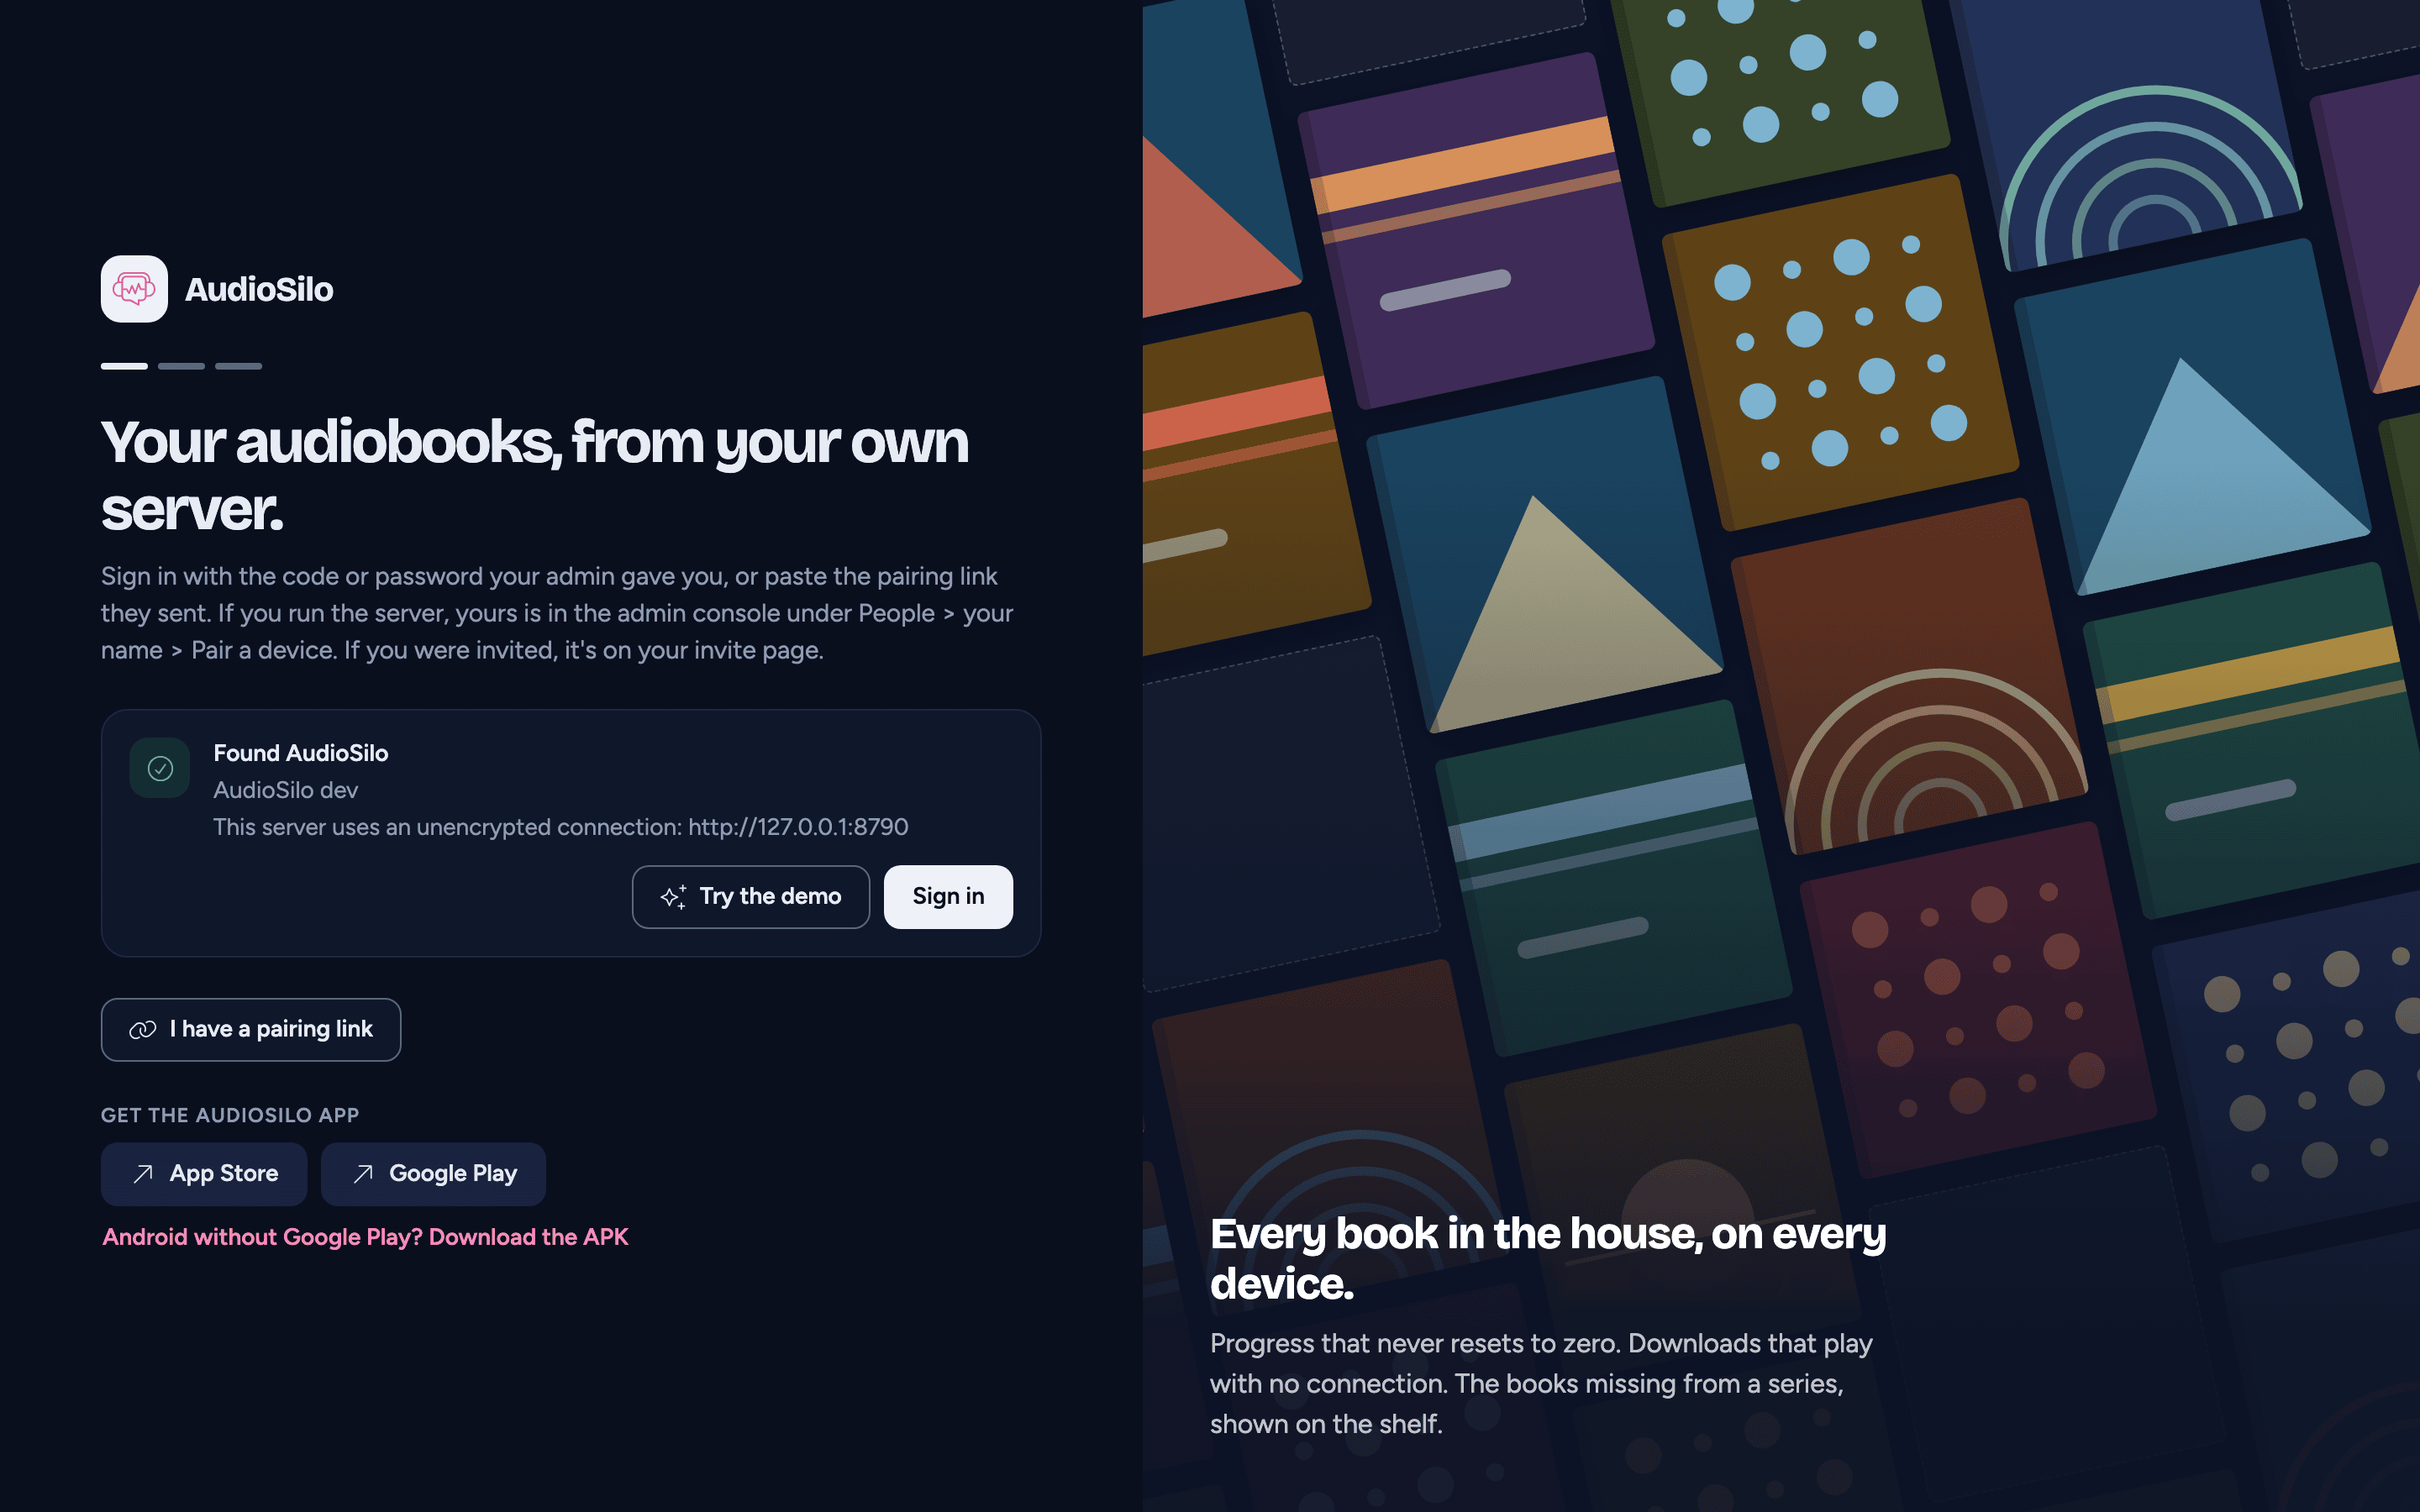 AudioSilo
Your audiobooks, from your own
server.
Sign in with the code or password your admin gave you, or paste the pairing link
they sent. If you run the server, yours is in the admin console under People > your
name > Pair a device. If you were invited, it's on your invite page.
Found AudioSilo
AudioSilo dev
This server uses an unencrypted connection: http://127.0.0.1:8790
Try the demo
Sign in
I have a pairing link
GET THE AUDIOSILO APP
App Store
Google Play
Android without Google Play? Download the APK
Every book in the house, on every
device.
Progress that never resets to zero. Downloads that play
with no connection. The books missing from a series,
shown on the shelf.